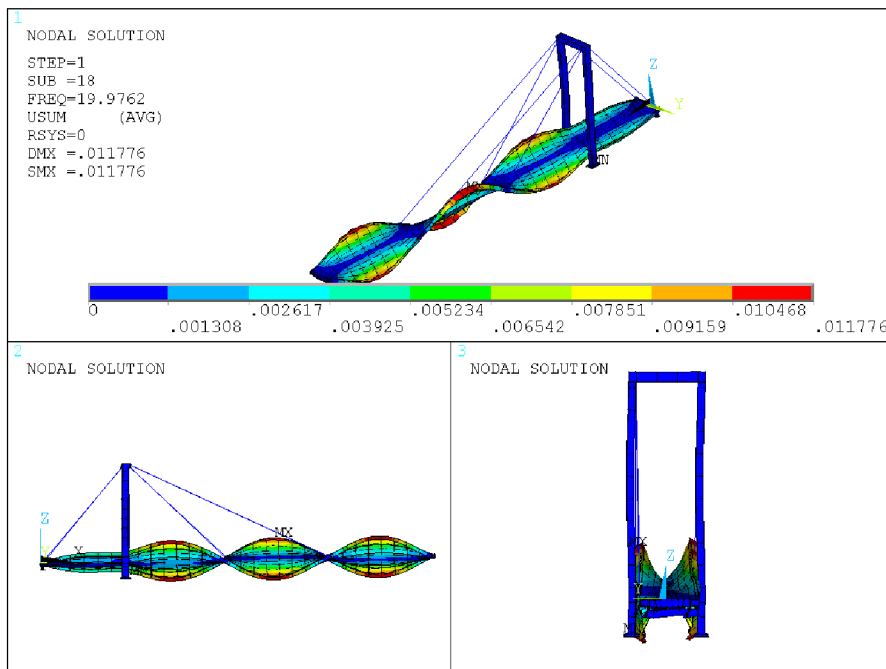 1
NODAL SOLUTION
STEP=1
SUB =18
FREQ=19.9762
USUM (AVG)
RSYS=0
DMX =.011776
SMX =.011776
Z
Y
MN
0 .002617 .005234 .007851 .010468
.001308 .003925 .006542 .009159 .011776
2
NODAL SOLUTION
Z
X
MX
3
NODAL SOLUTION
Z
Y